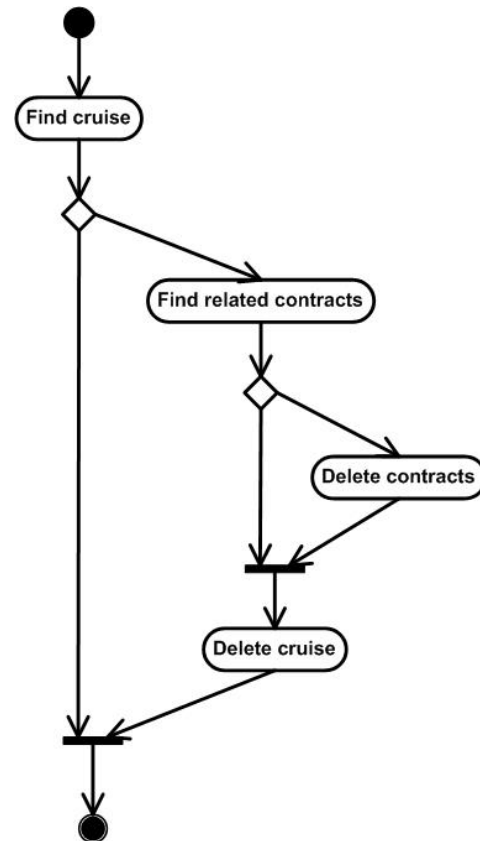 Find cruise
Find related contracts
Delete contracts
Delete cruise